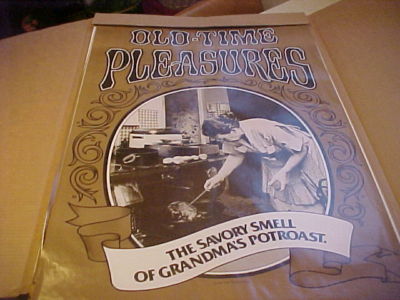 OLD-TIME
PLEASURES
THE SAVORY SMELL
OF GRANDMA'S POTROAST.